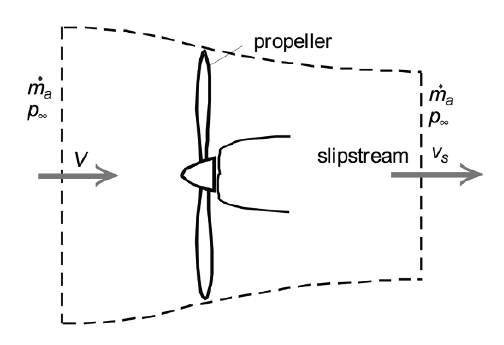 propeller
ṁₐ
p∞
ṁₐ
p∞
V
slipstream
vₛ